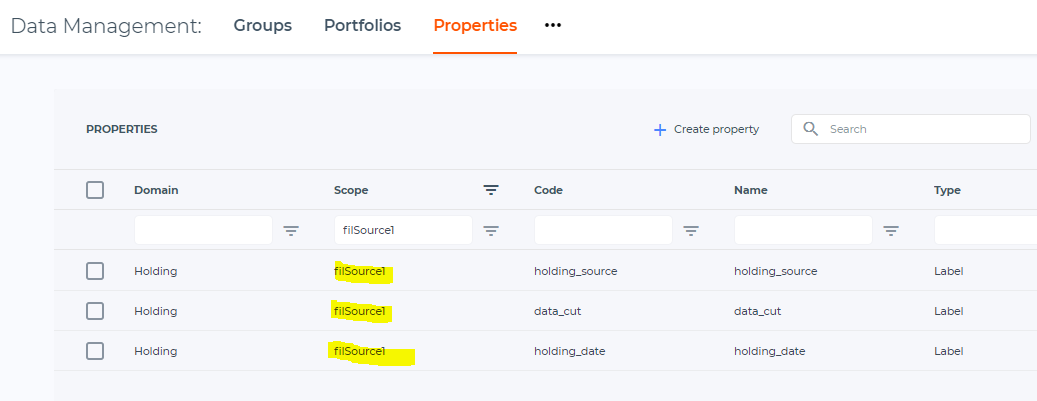 Data Management: Groups Portfolios Properties •••
PROPERTIES + Create property Search
Domain Scope Code Name Type
filSource1
Holding filSource1 holding_source holding_source Label
Holding filSource1 data_cut data_cut Label
Holding filSource1 holding_date holding_date Label